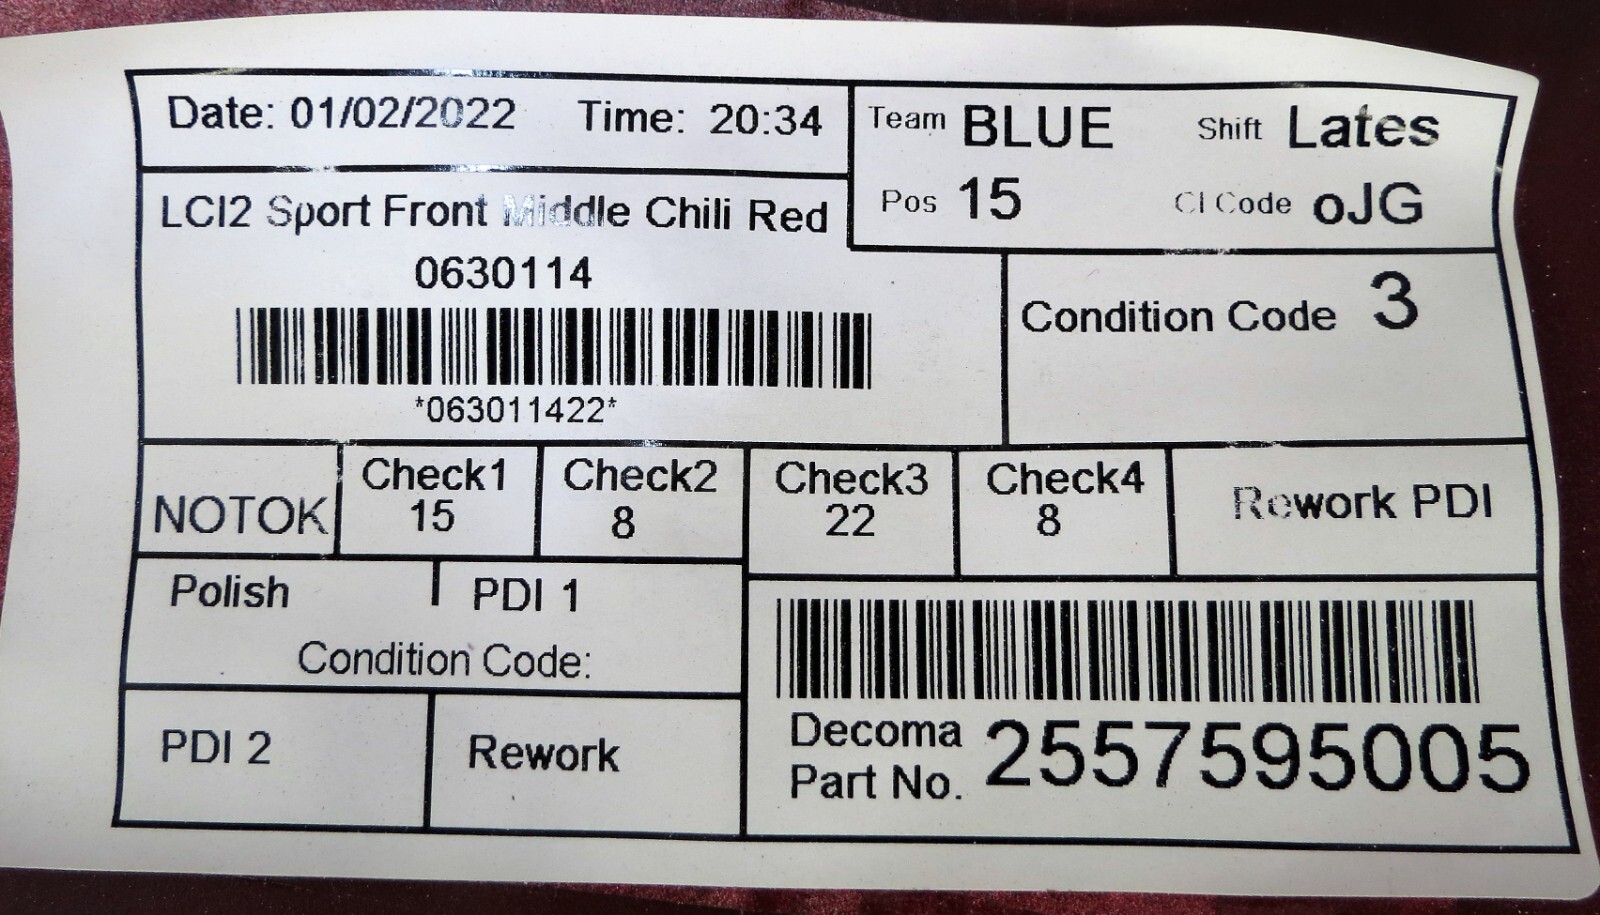 Date: 01/02/2022 Time: 20:34
Team BLUE Shift Lates
Pos 15 CI Code oJG
LCI2 Sport Front Middle Chili Red
0630114
*063011422*
Condition Code 3
NOTOK
Check1
15
Check2
8
Check3
22
Check4
8
Rework PDI
Polish PDI 1
Condition Code:
PDI 2 Rework
Decoma
Part No. 2557595005